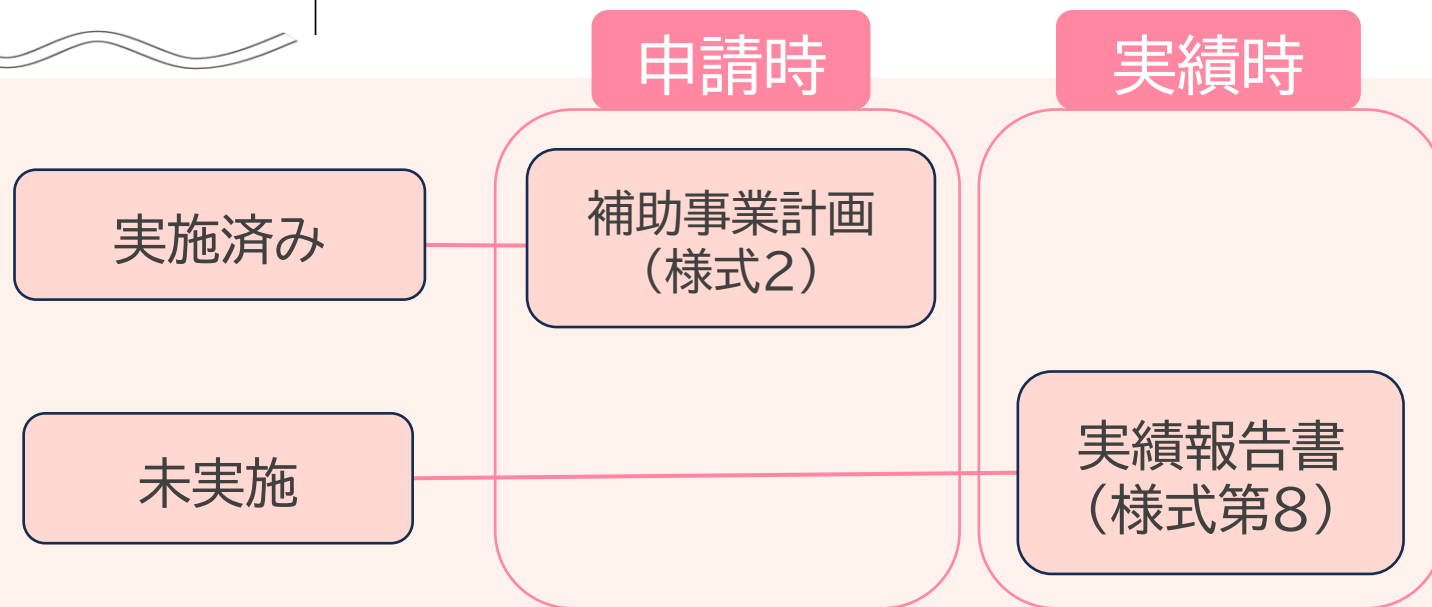 申請時
実績時
実施済み
補助事業計画
（様式2）
未実施
実績報告書
（様式第8）